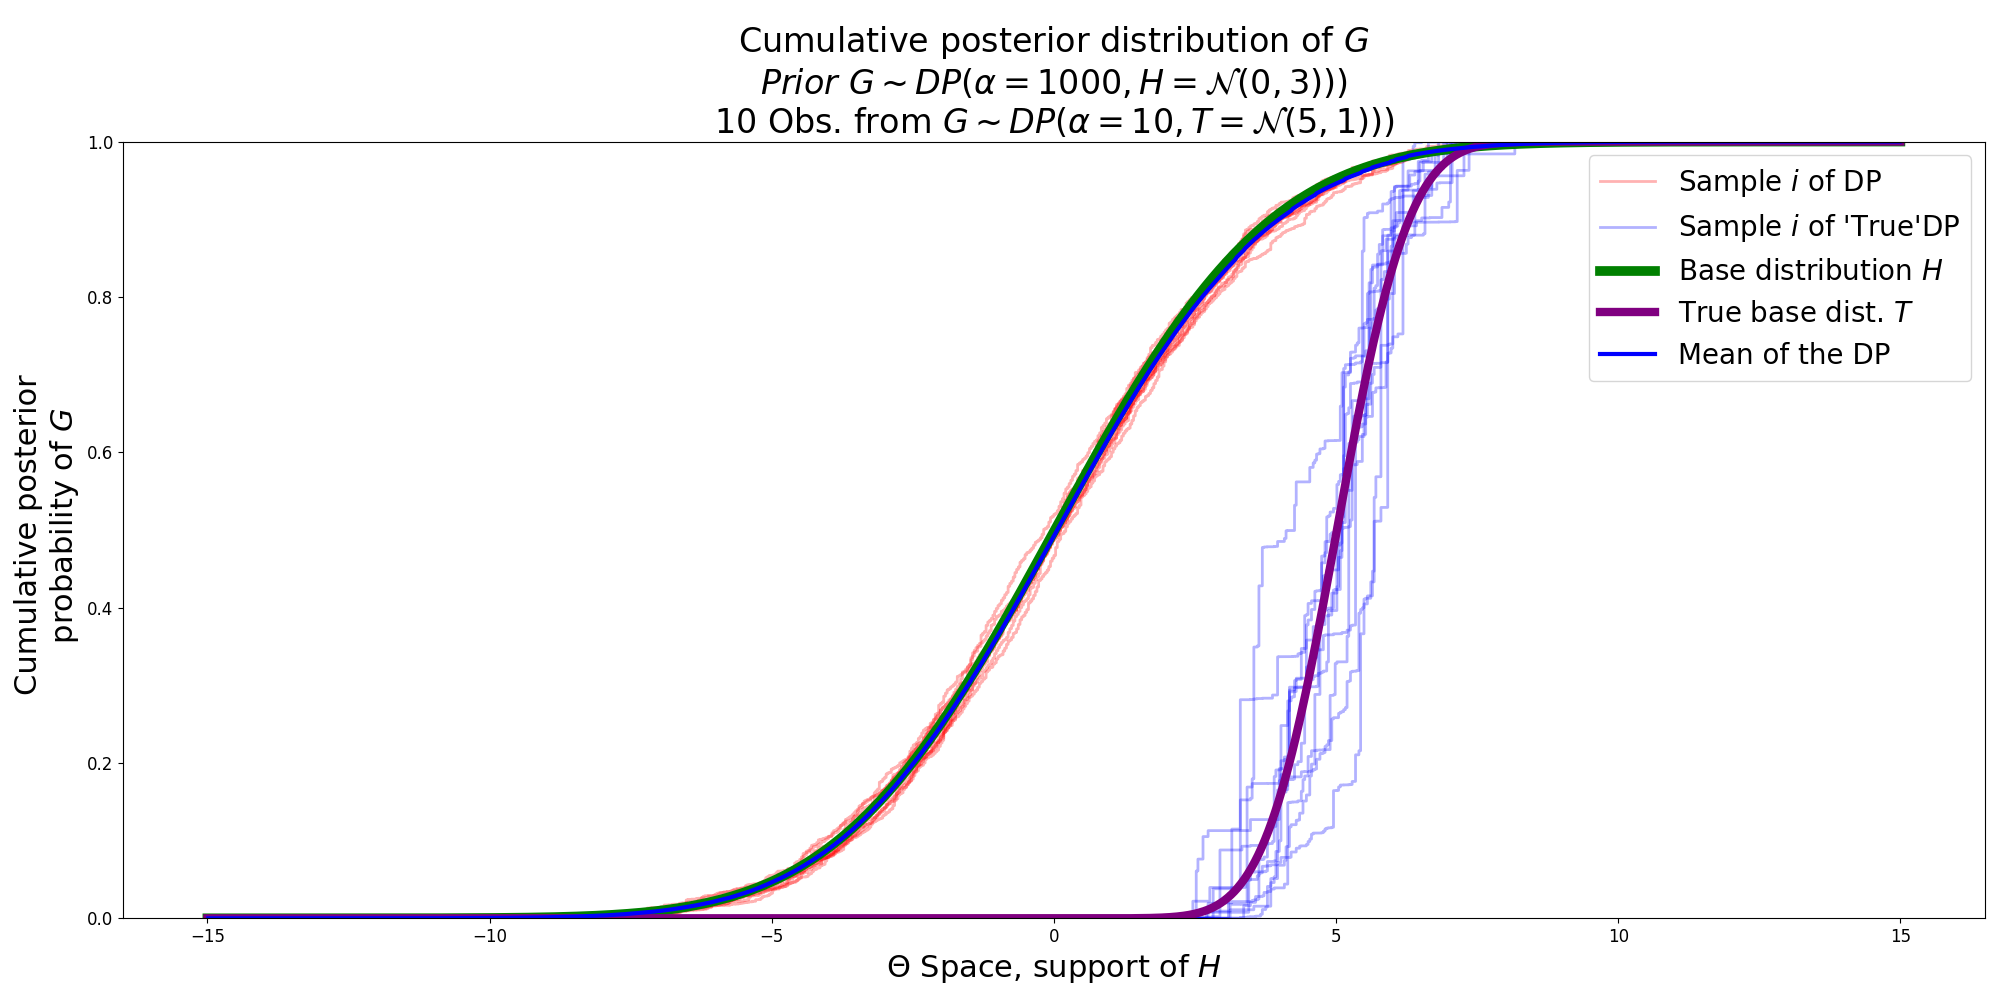 Cumulative posterior distribution of G
Prior G ∼ DP(α = 1000, H = 𝒩(0, 3)))
10 Obs. from G ∼ DP(α = 10, T = 𝒩(5, 1)))
1.0
0.8
0.6
0.4
0.2
0.0
Cumulative posterior
probability of G
Sample i of DP
Sample i of 'True'DP
Base distribution H
True base dist. T
Mean of the DP
−15
−10
−5
0
5
10
15
Θ Space, support of H